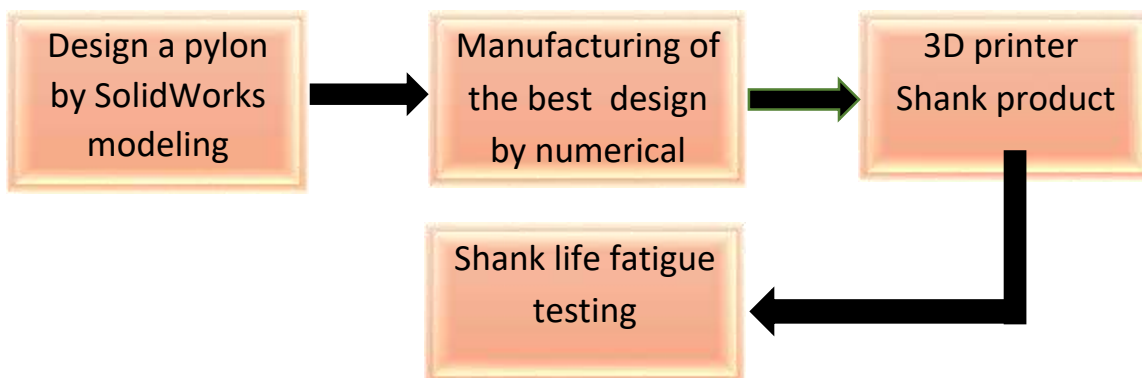 Design a pylon
by SolidWorks
modeling
Manufacturing of
the best design
by numerical
3D printer
Shank product
Shank life fatigue
testing